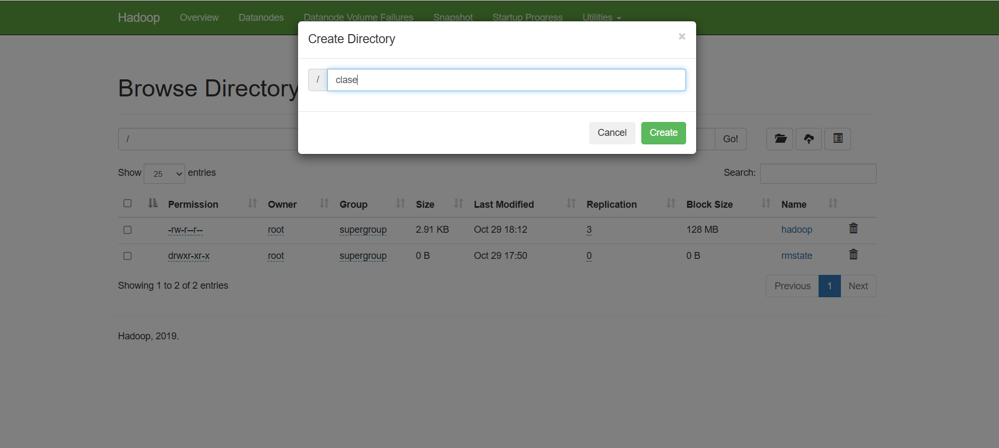 Hadoop Overview Datanodes Datanode Volume Failures Snapshot Startup Progress Utilities
Create Directory ×
/ clase
Cancel Create
Browse Directory
/ Go!
Show 25 entries Search:
Permission Owner Group Size Last Modified Replication Block Size Name
-rw-r--r-- root supergroup 2.91 KB Oct 29 18:12 3 128 MB hadoop
drwxr-xr-x root supergroup 0 B Oct 29 17:50 0 0 B rmstate
Showing 1 to 2 of 2 entries Previous 1 Next
Hadoop, 2019.